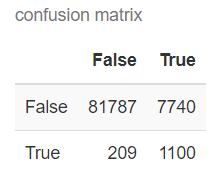 confusion matrix
False True
False 81787 7740
True 209 1100